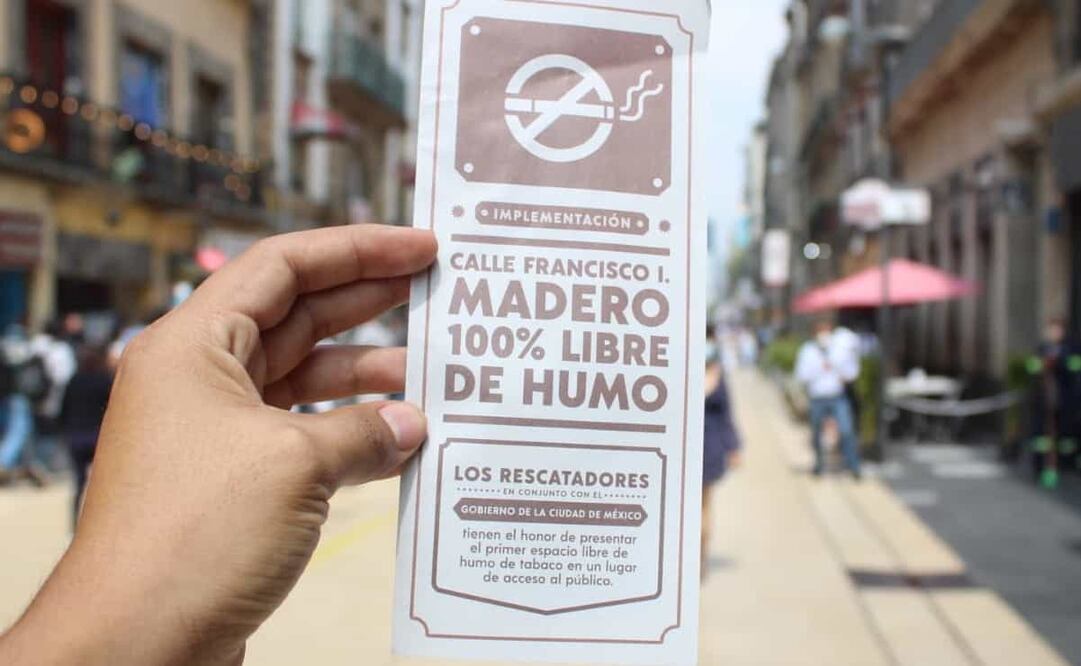 IMPLEMENTACIÓN
CALLE FRANCISCO I.
MADERO
100% LIBRE
DE HUMO
LOS RESCATADORES
EN CONJUNTO CON EL
GOBIERNO DE LA CIUDAD DE MÉXICO
tienen el honor de presentar
el primer espacio libre de
humo de tabaco en un lugar
de acceso al público.